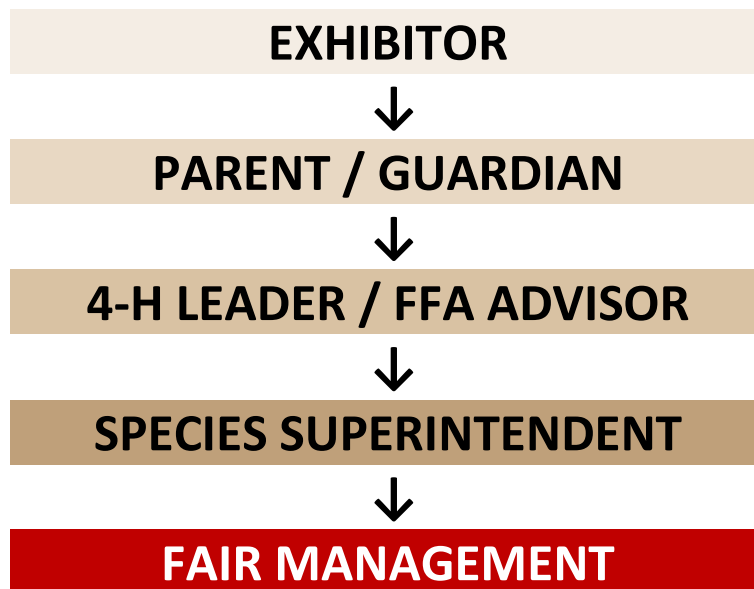 EXHIBITOR
PARENT / GUARDIAN
4-H LEADER / FFA ADVISOR
SPECIES SUPERINTENDENT
FAIR MANAGEMENT